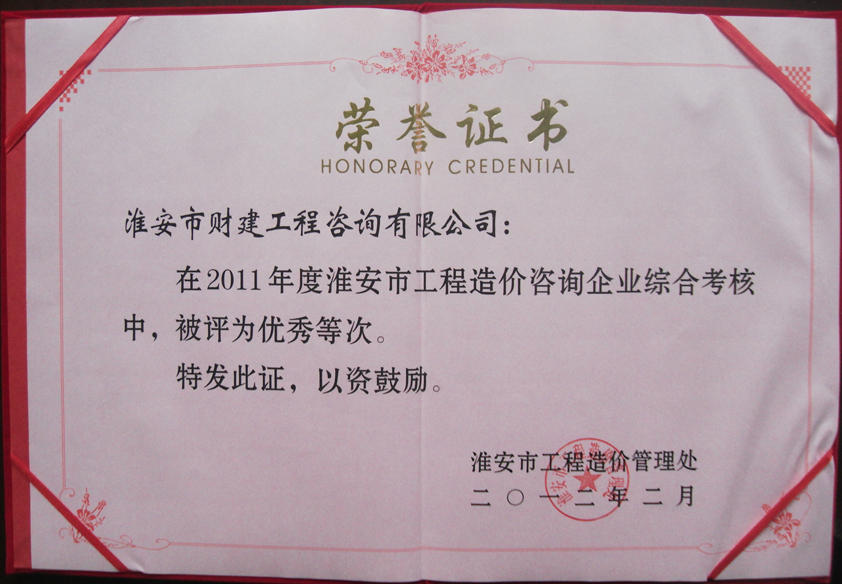 荣誉证书
HONORARY CREDENTIAL
淮安市财建工程咨询有限公司：
在2011年度淮安市工程造价咨询企业综合考核
中，被评为优秀等次。
特发此证，以资鼓励。
淮安市工程造价管理处
二〇一二年二月